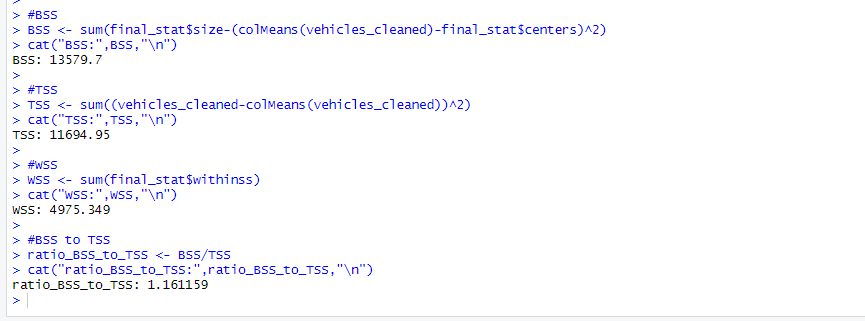 > #BSS
> BSS <- sum(final_stat$size-(colMeans(vehicles_cleaned)-final_stat$centers)^2)
> cat("BSS:",BSS,"\n")
BSS: 13579.7
>
> #TSS
> TSS <- sum((vehicles_cleaned-colMeans(vehicles_cleaned))^2)
> cat("TSS:",TSS,"\n")
TSS: 11694.95
>
> #WSS
> WSS <- sum(final_stat$withinss)
> cat("WSS:",WSS,"\n")
WSS: 4975.349
>
> #BSS to TSS
> ratio_BSS_to_TSS <- BSS/TSS
> cat("ratio_BSS_to_TSS:",ratio_BSS_to_TSS,"\n")
ratio_BSS_to_TSS: 1.161159
>